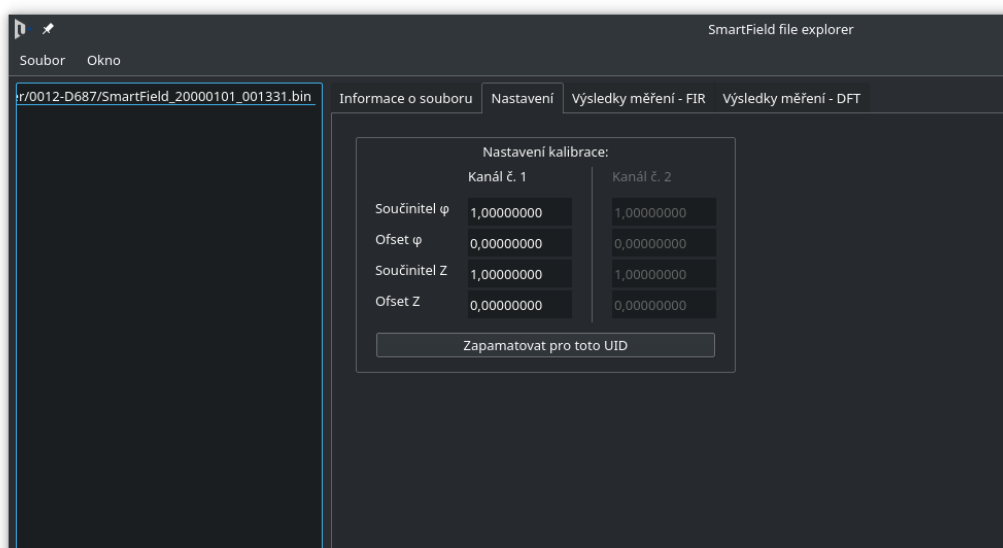 SmartField file explorer
Soubor Okno
r/0012-D687/SmartField_20000101_001331.bin
Informace o souboru Nastavení Výsledky měření - FIR Výsledky měření - DFT
Nastavení kalibrace:
Kanál č. 1 Kanál č. 2
Součinitel φ 1,00000000 1,00000000
Ofset φ 0,00000000 0,00000000
Součinitel Z 1,00000000 1,00000000
Ofset Z 0,00000000 0,00000000
Zapamatovat pro toto UID